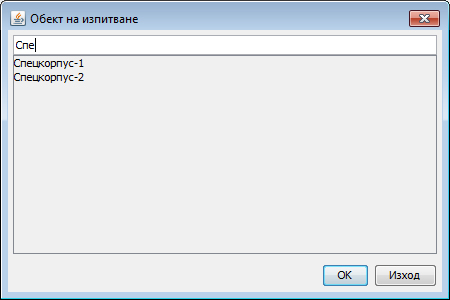 Обект на изпитване
Спе
Спецкорпус-1
Спецкорпус-2
OK
Изход